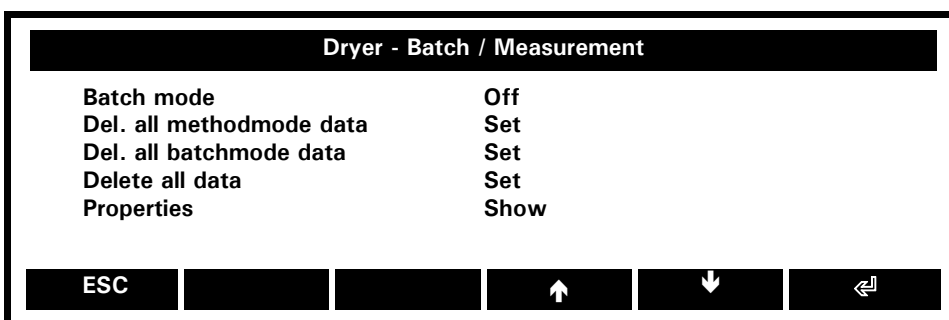 Dryer - Batch / Measurement
Batch mode Off
Del. all methodmode data Set
Del. all batchmode data Set
Delete all data Set
Properties Show
ESC ↑ ↓ ↵